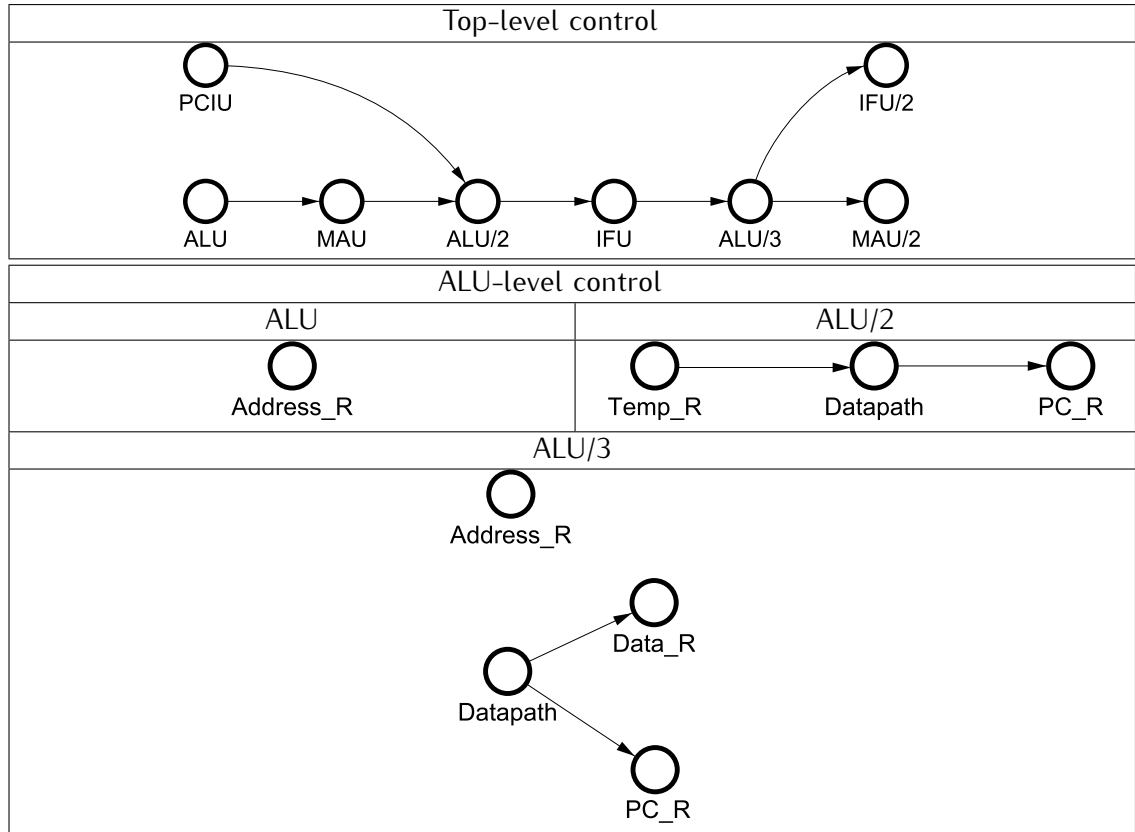 Top-level control
PCIU IFU/2
ALU MAU ALU/2 IFU ALU/3 MAU/2
ALU-level control
ALU ALU/2
Address_R Temp_R Datapath PC_R
ALU/3
Address_R
Data_R
Datapath
PC_R